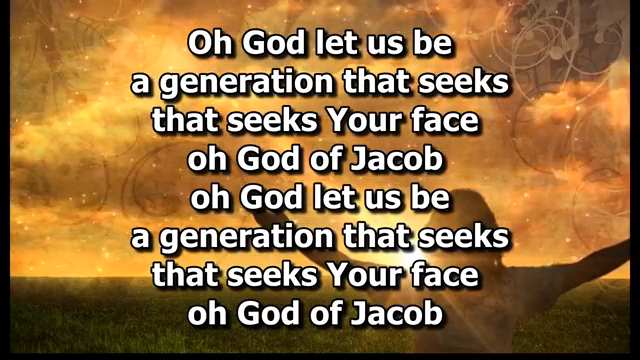 Oh God let us be
a generation that seeks
that seeks Your face
oh God of Jacob
oh God let us be
a generation that seeks
that seeks Your face
oh God of Jacob